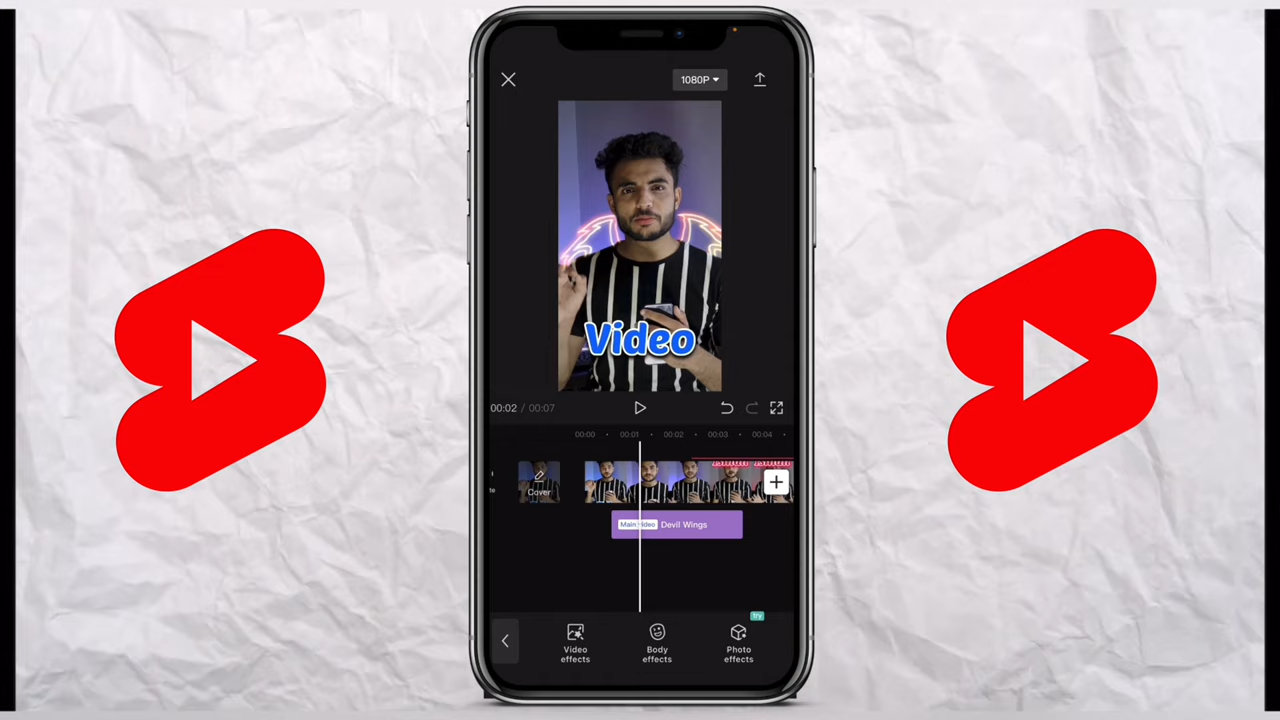 1080P
Video
00:02 / 00:07
00:00 00:01 00:02 00:03 00:04
Cover
Main video Devil Wings
try
Video effects
Body effects
Photo effects